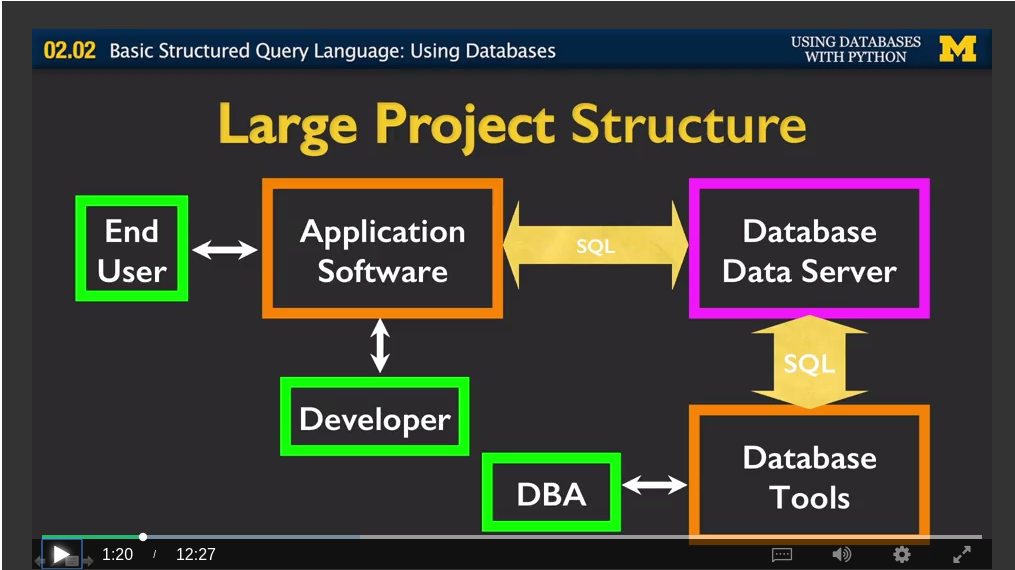 02.02 Basic Structured Query Language: Using Databases
USING DATABASES
WITH PYTHON
M
Large Project Structure
End
User
Application
Software
SQL
Database
Data Server
SQL
Developer
DBA
Database
Tools
1:20 / 12:27